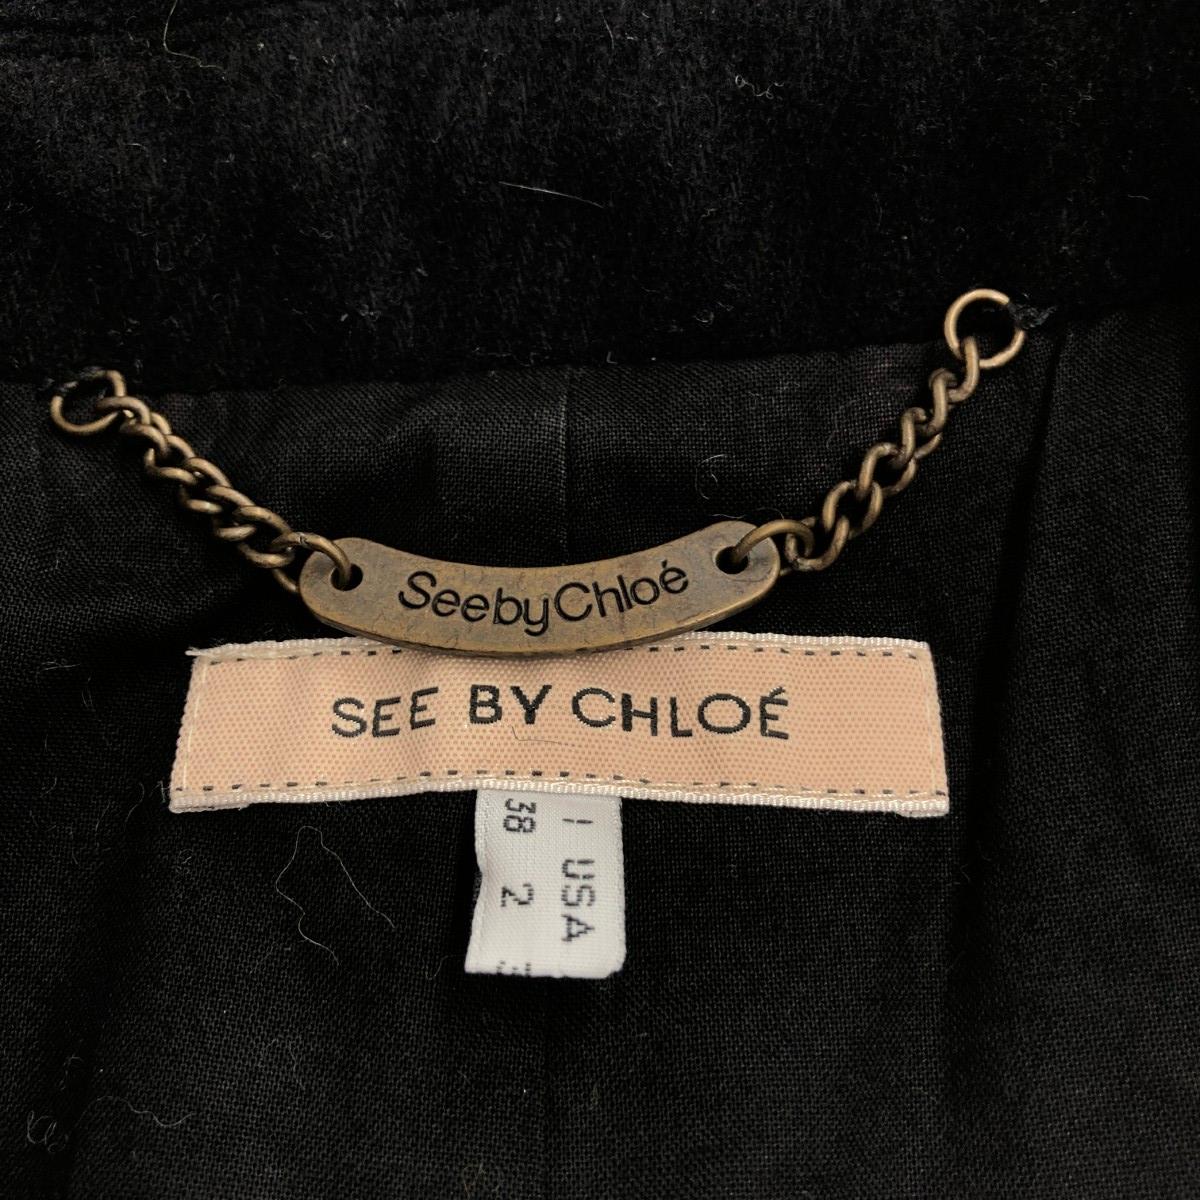 SeebyChloé
SEE BY CHLOÉ
I USA
38 2